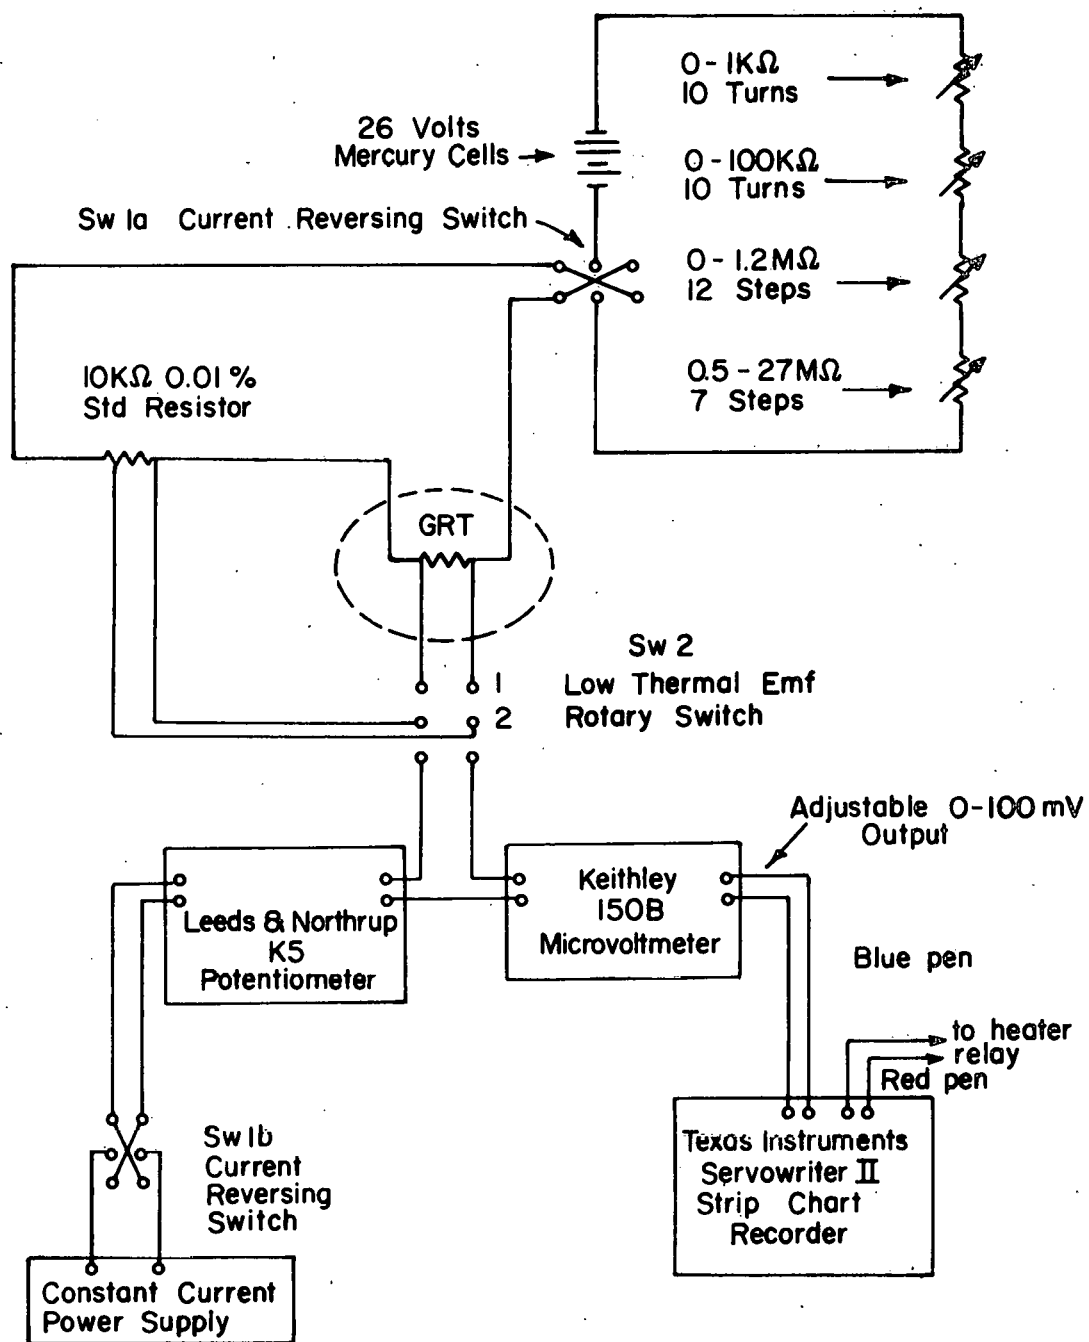 0-1KΩ
10 Turns
26 Volts
Mercury Cells
0-100KΩ
10 Turns
Sw 1a Current Reversing Switch
0-1.2MΩ
12 Steps
10KΩ 0.01%
Std Resistor
0.5-27MΩ
7 Steps
GRT
Sw 2
1 Low Thermal Emf
2 Rotary Switch
Adjustable 0-100 mV
Output
Leeds & Northrup
K5
Potentiometer
Keithley
150B
Microvoltmeter
Blue pen
to heater
relay
Red pen
Sw 1b
Current
Reversing
Switch
Texas Instruments
Servowriter II
Strip Chart
Recorder
Constant Current
Power Supply